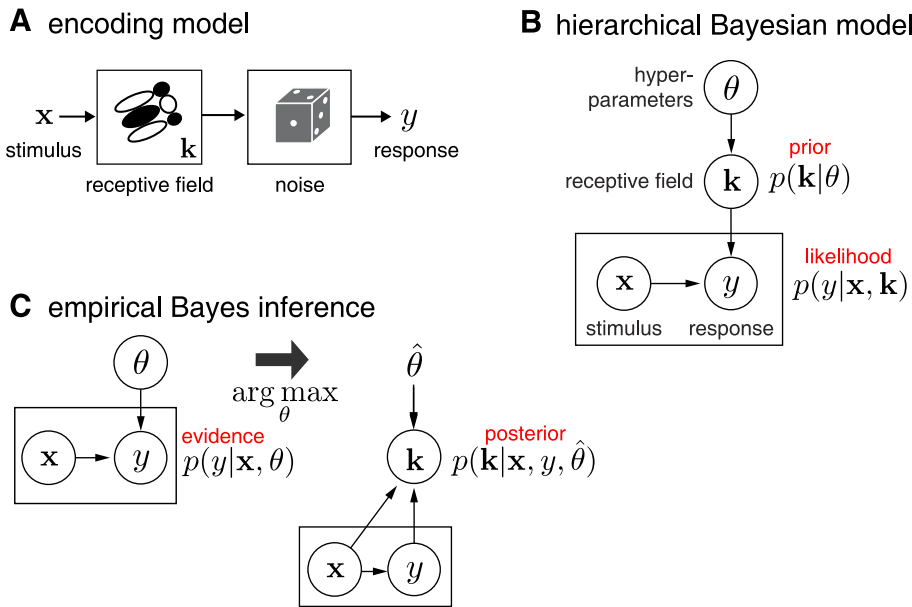 A encoding model
x
stimulus
k
receptive field
noise
y
response
B hierarchical Bayesian model
hyper-
parameters
θ
receptive field
k
prior
p(k|θ)
x
y
stimulus
response
likelihood
p(y|x, k)
C empirical Bayes inference
θ
x
y
evidence
p(y|x, θ)
arg max
θ
θ̂
k
posterior
p(k|x, y, θ̂)
x
y